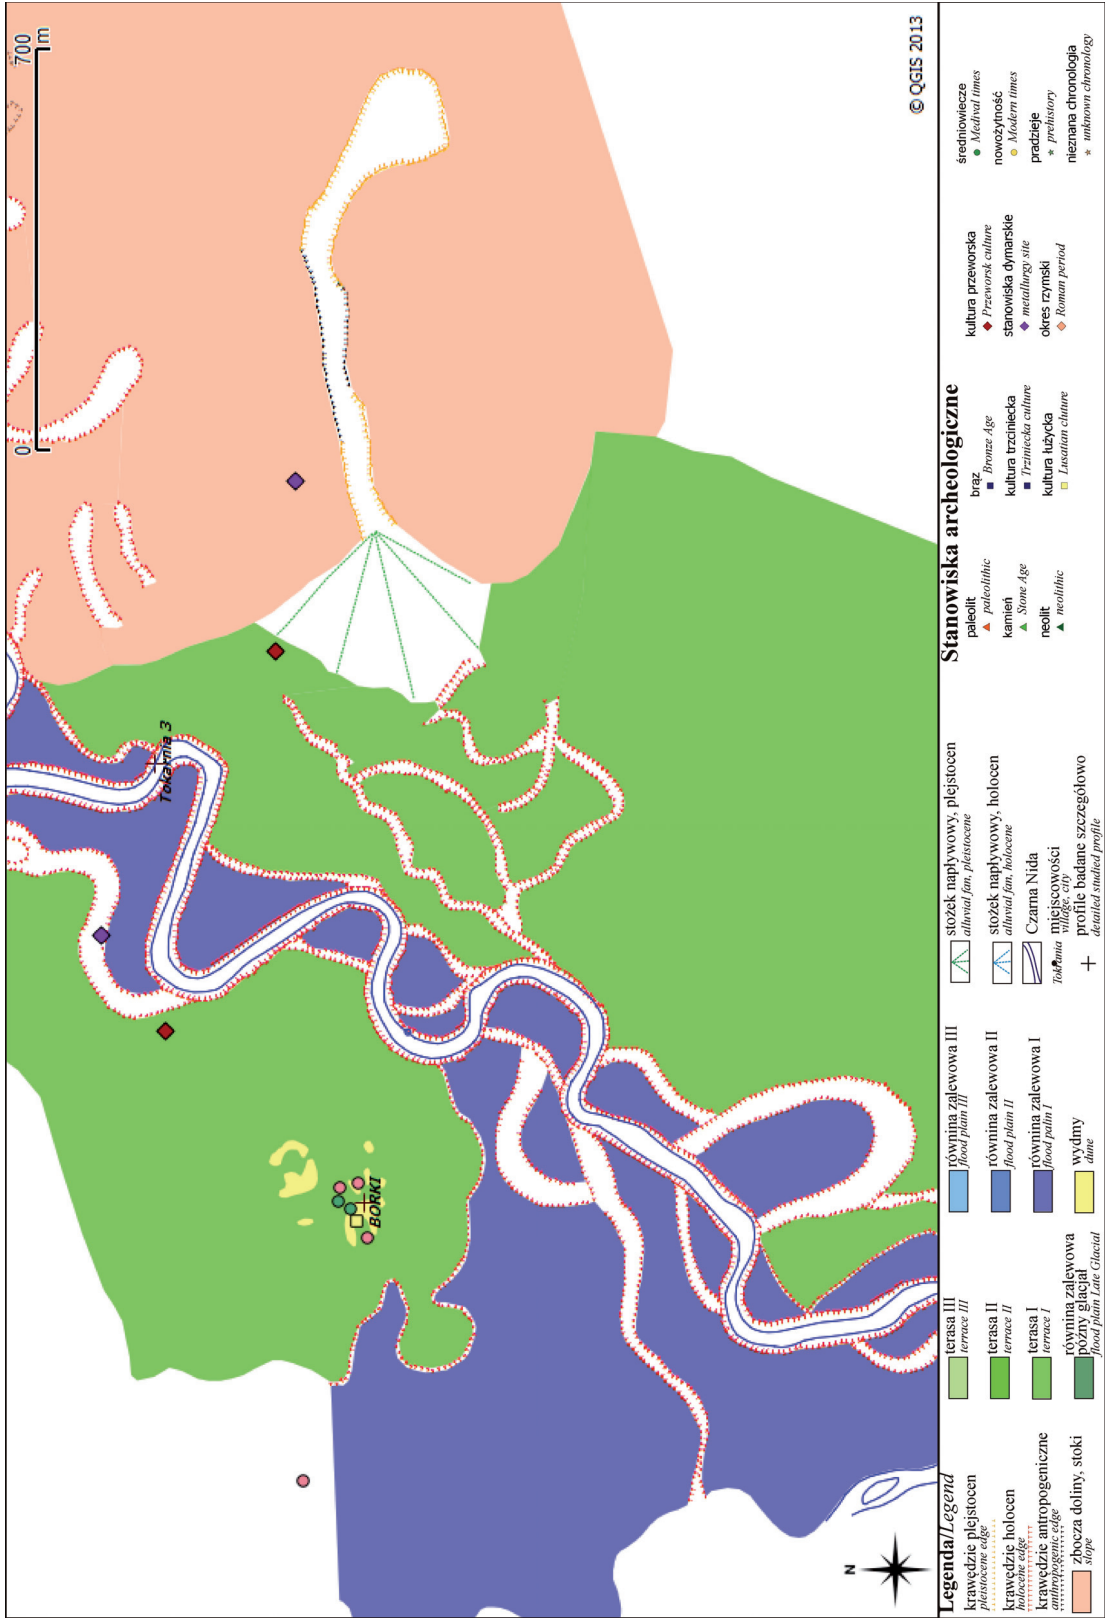 0
700
m
Tokarnia 3
BORKI
N
© QGIS 2013
Legenda/Legend
krawędzie plejstocen
pleistocene edge
krawędzie holocen
holocene edge
krawędzie antropogeniczne
anthropogenic edge
zbocza doliny, stoki
slope
terasa III
terrace III
terasa II
terrace II
terasa I
terrace I
równina zalewowa
późny glacjał
flood plain Late Glacial
równina zalewowa III
flood plain III
równina zalewowa II
flood plain II
równina zalewowa I
flood paln I
wydmy
dune
stożek napływowy, plejstocen
alluvial fan, pleistocene
stożek napływowy, holocen
alluvial fan, holocene
Czarna Nida
Tokrania
miejscowości
village, city
profile badane szczegółowo
detailed studied profile
Stanowiska archeologiczne
paleolit
paleolithic
kamień
Stone Age
neolit
neolithic
brąz
Bronze Age
kultura trzciniecka
Trziniecka culture
kultura łużycka
Lusatian cluture
kultura przeworska
Przeworsk culture
stanowiska dymarskie
metallurgy site
okres rzymski
Roman period
średniowiecze
Medival times
nowożytność
Modern times
pradzieje
prehistory
nieznana chronologia
unknown chronology